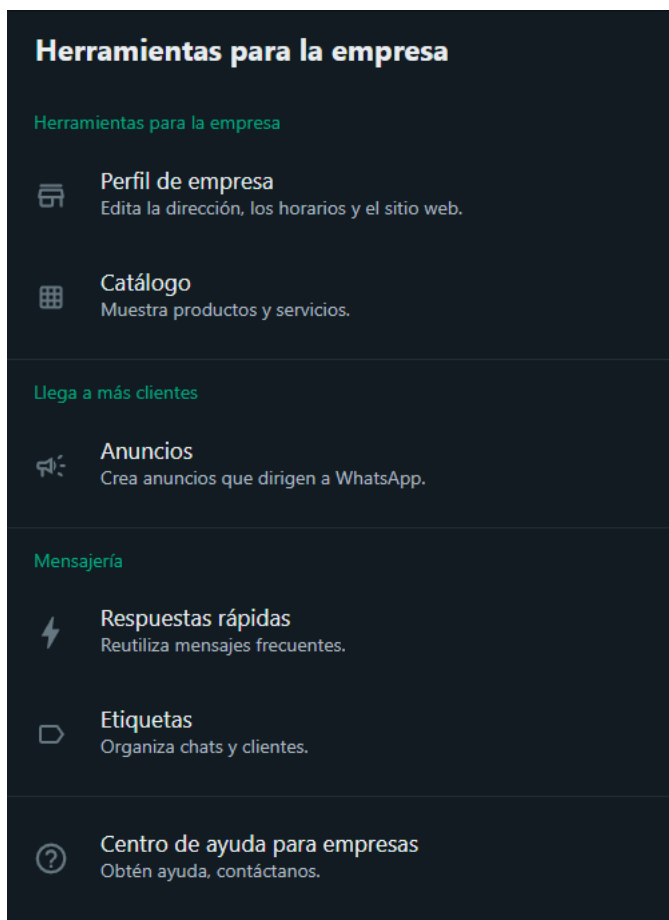 Herramientas para la empresa
Herramientas para la empresa
Perfil de empresa
Edita la dirección, los horarios y el sitio web.
Catálogo
Muestra productos y servicios.
Llega a más clientes
Anuncios
Crea anuncios que dirigen a WhatsApp.
Mensajería
Respuestas rápidas
Reutiliza mensajes frecuentes.
Etiquetas
Organiza chats y clientes.
Centro de ayuda para empresas
Obtén ayuda, contáctanos.